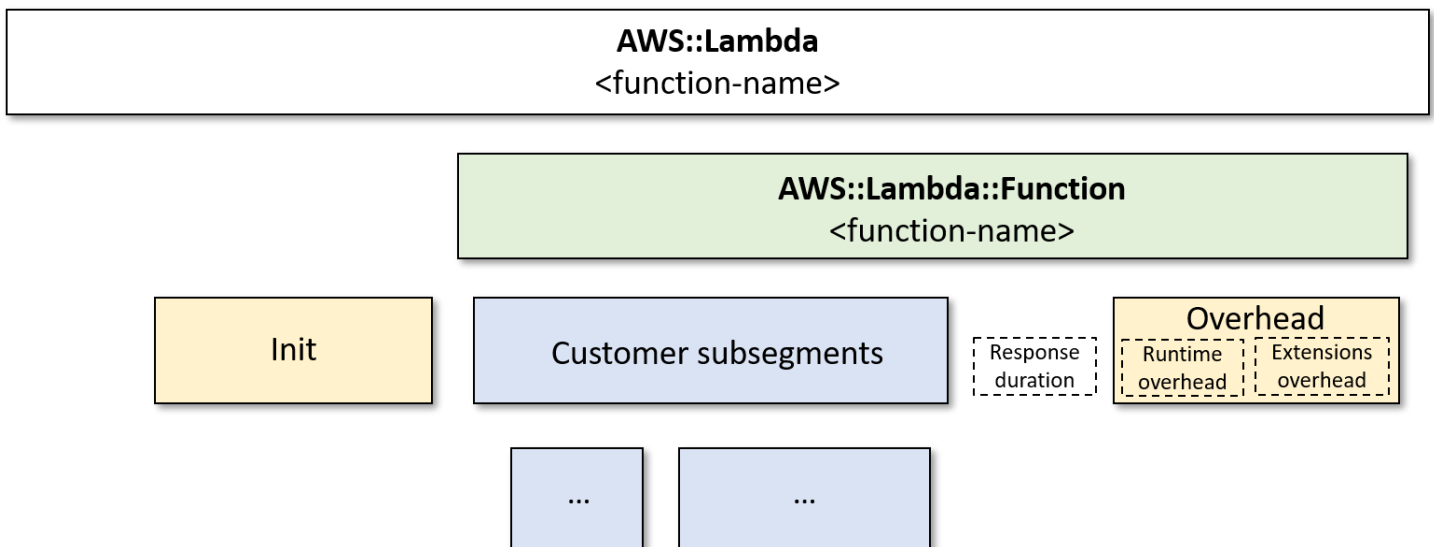 AWS::Lambda
<function-name>
AWS::Lambda::Function
<function-name>
Init
Customer subsegments
Response
duration
Overhead
Runtime
overhead
Extensions
overhead
...
...